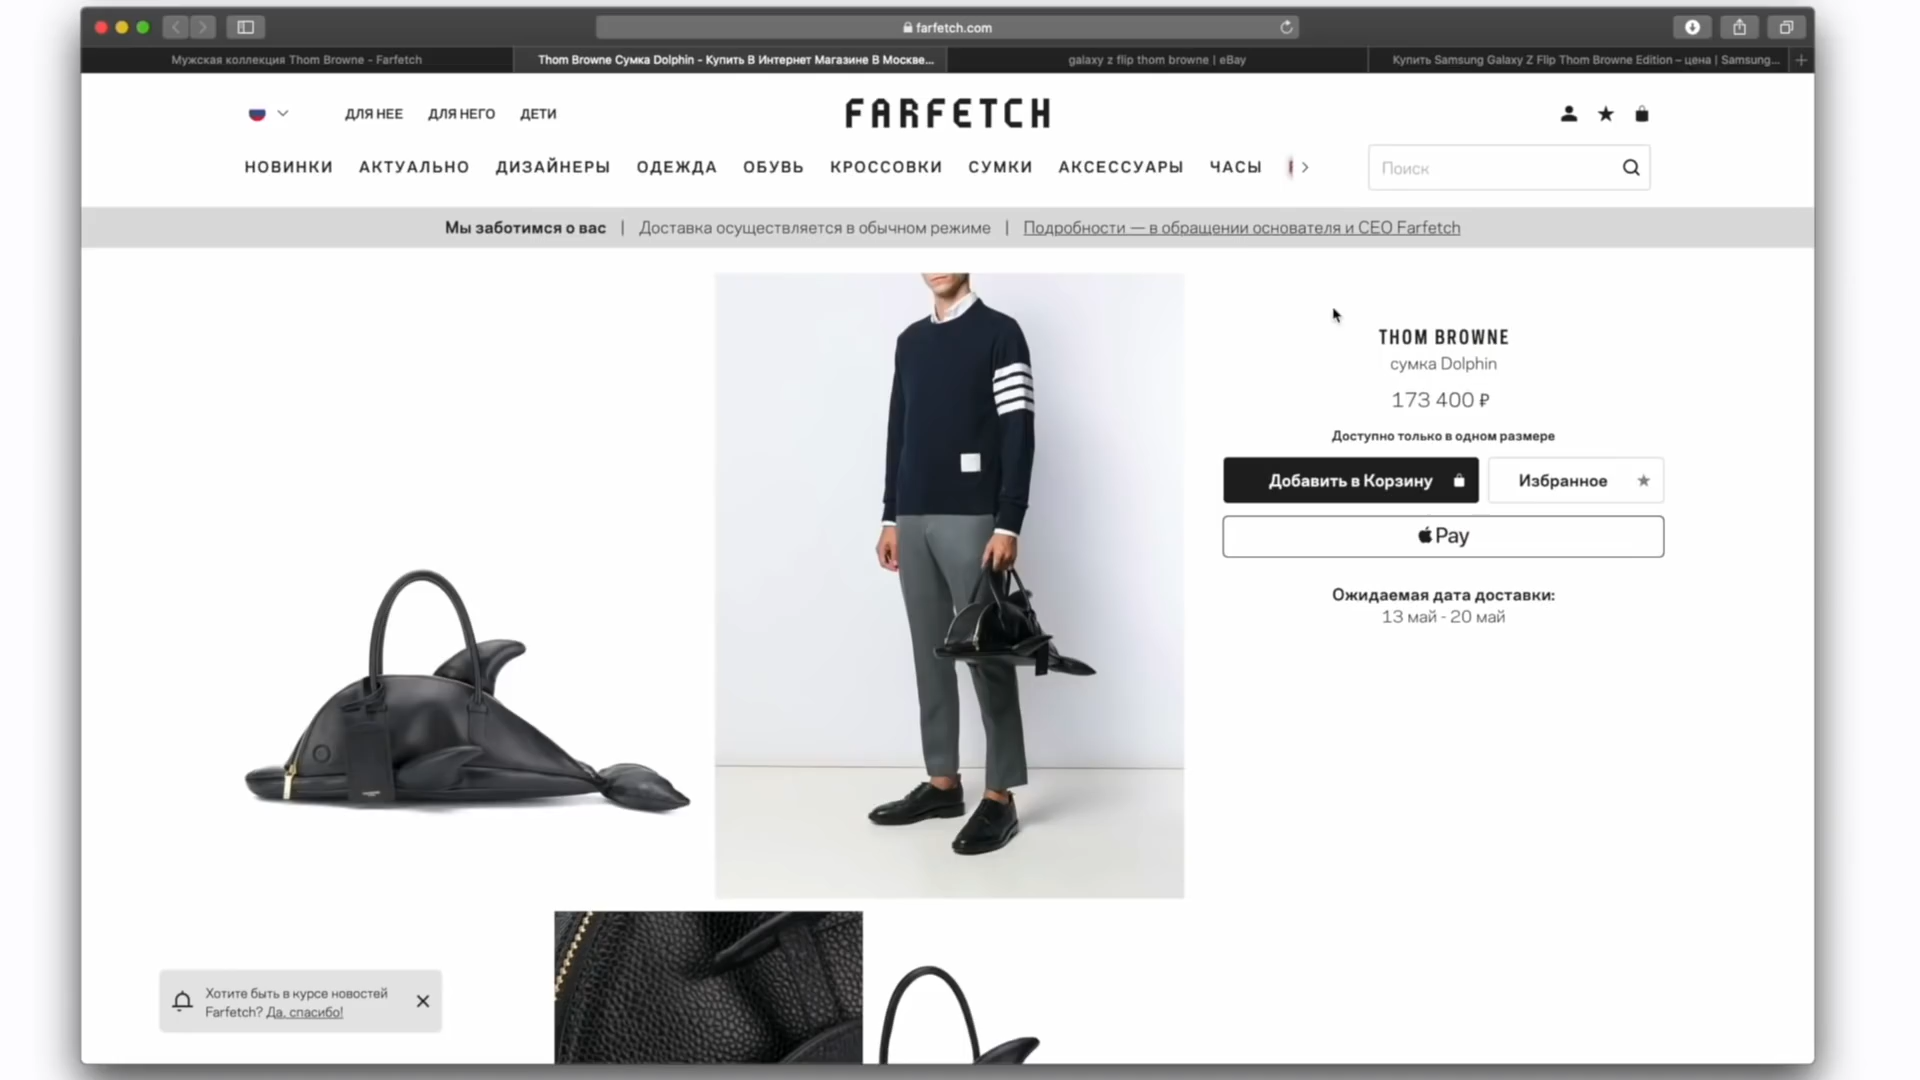 farfetch.com
Мужская коллекция Thom Browne - Farfetch
Thom Browne Сумка Dolphin - Купить В Интернет Магазине В Москве...
galaxy z flip thom browne | eBay
Купить Samsung Galaxy Z Flip Thom Browne Edition – цена | Samsung...
ДЛЯ НЕЕ ДЛЯ НЕГО ДЕТИ
FARFETCH
НОВИНКИ АКТУАЛЬНО ДИЗАЙНЕРЫ ОДЕЖДА ОБУВЬ КРОССОВКИ СУМКИ АКСЕССУАРЫ ЧАСЫ
Поиск
Мы заботимся о вас | Доставка осуществляется в обычном режиме | Подробности — в обращении основателя и CEO Farfetch
THOM BROWNE
сумка Dolphin
173 400 ₽
Доступно только в одном размере
Добавить в Корзину
Избранное
Pay
Ожидаемая дата доставки:
13 май - 20 май
Хотите быть в курсе новостей
Farfetch? Да, спасибо!